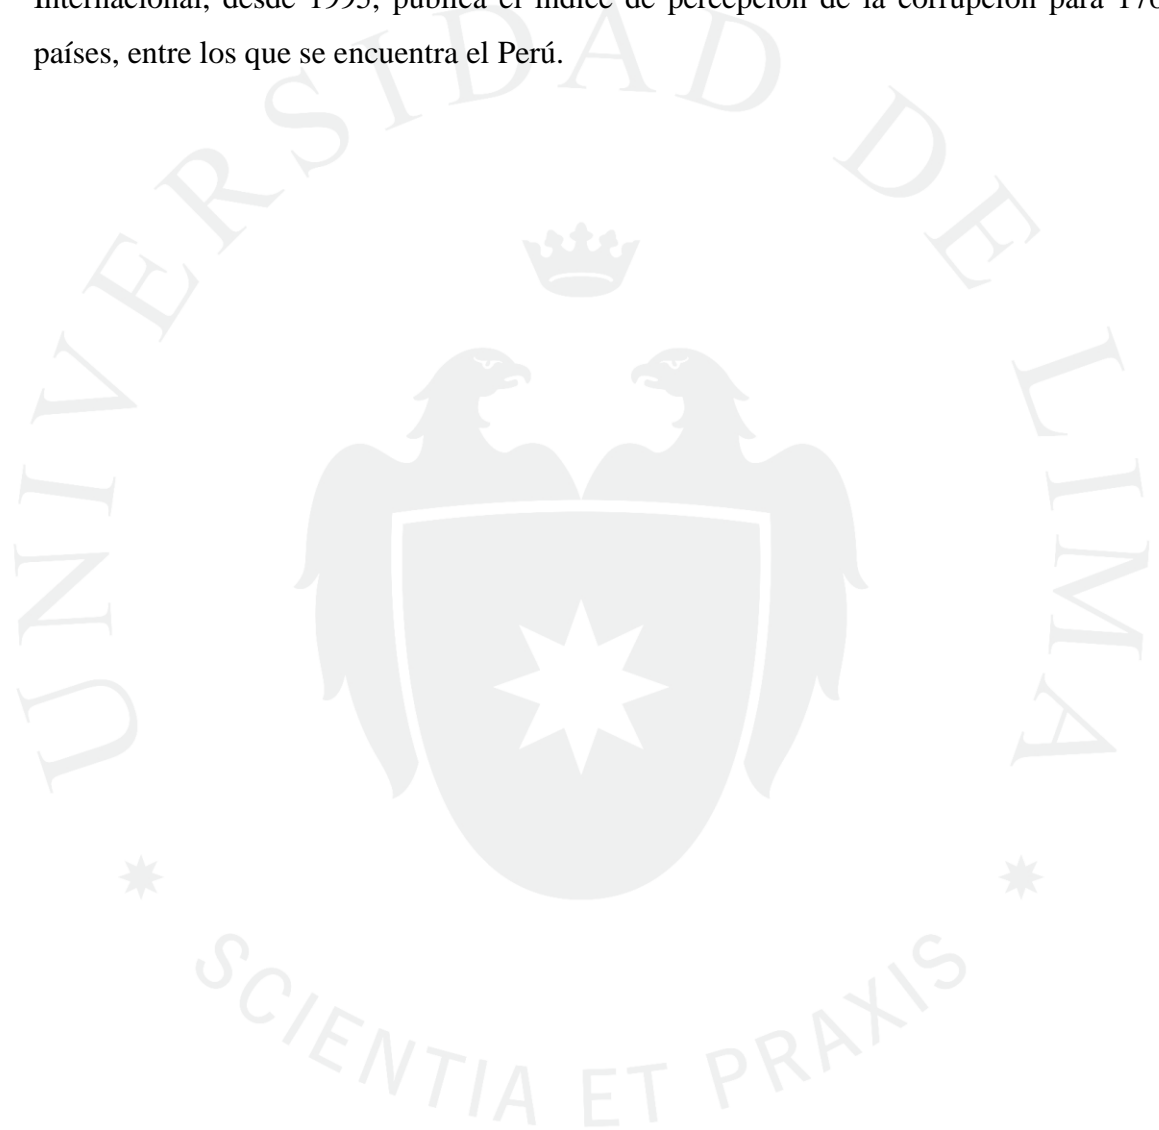 Internacional, desde 1995, publica el índice de percepción de la corrupción para
países, entre los que se encuentra el Perú.
UNIVERSIDAD DE LIMA
SCIENTIA ET PRAXIS